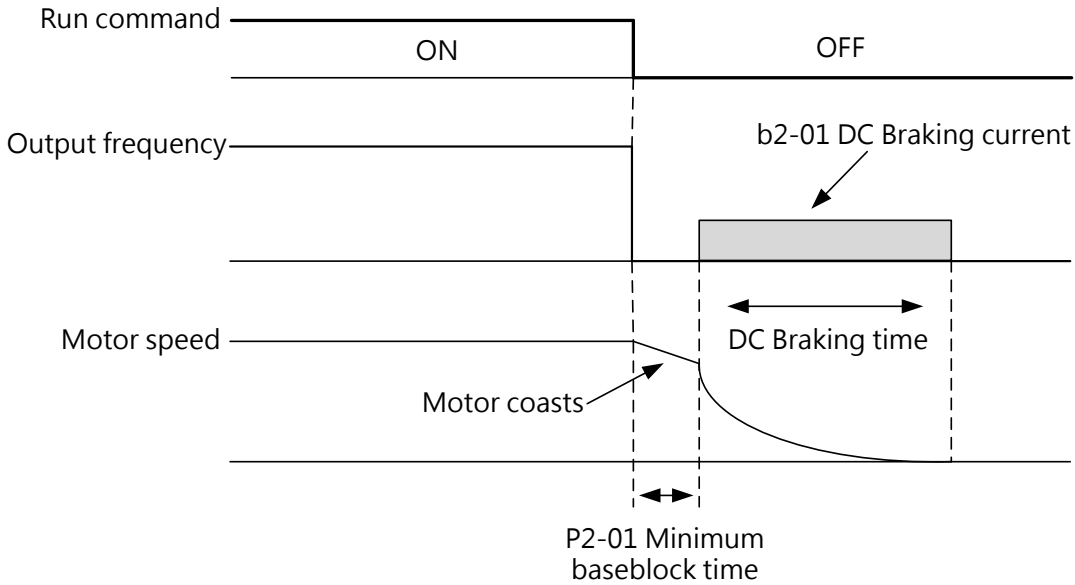 Run command
ON
OFF
Output frequency
b2-01 DC Braking current
Motor speed
DC Braking time
Motor coasts
P2-01 Minimum
baseblock time